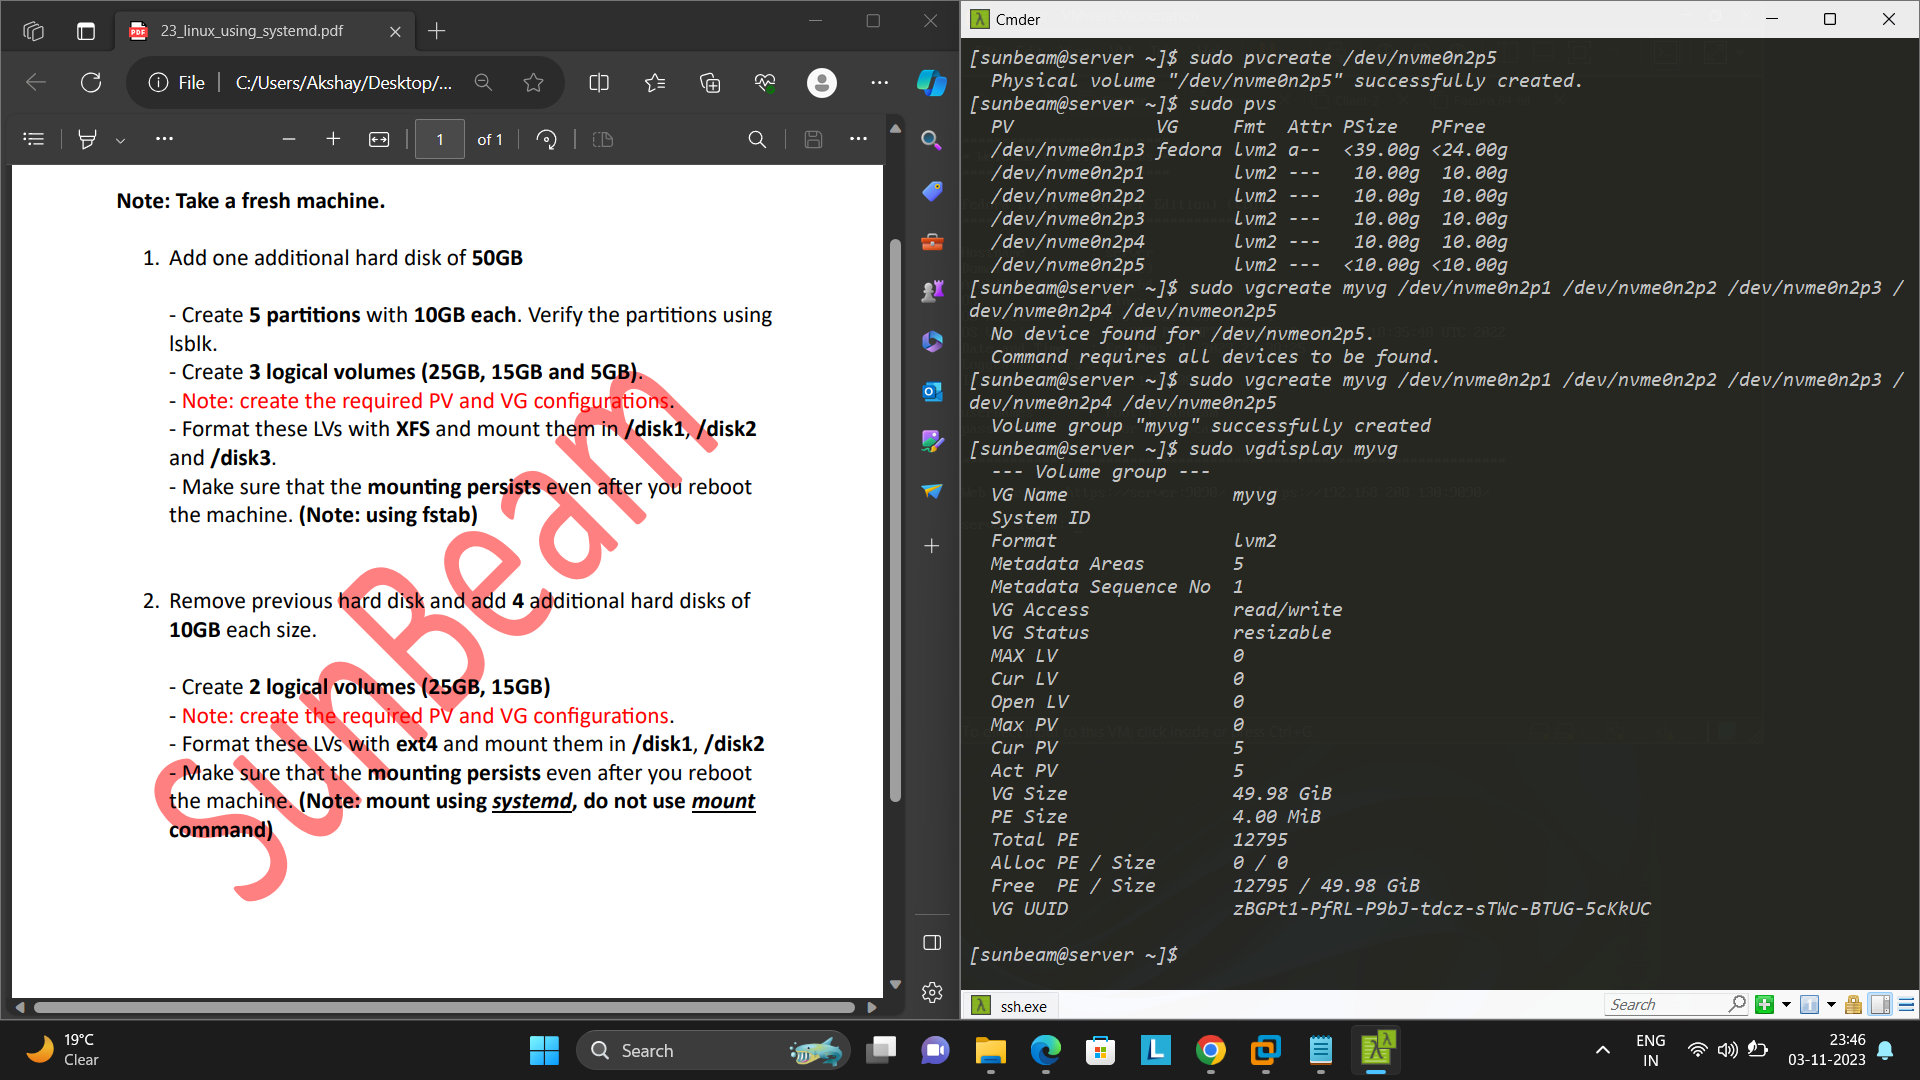 23_linux_using_systemd.pdf
File
C:/Users/Akshay/Desktop/...
1
of 1
Note: Take a fresh machine.
1. Add one additional hard disk of 50GB
- Create 5 partitions with 10GB each. Verify the partitions using
lsblk.
- Create 3 logical volumes (25GB, 15GB and 5GB).
- Note: create the required PV and VG configurations.
- Format these LVs with XFS and mount them in /disk1, /disk2
and /disk3.
- Make sure that the mounting persists even after you reboot
the machine. (Note: using fstab)
2. Remove previous hard disk and add 4 additional hard disks of
10GB each size.
- Create 2 logical volumes (25GB, 15GB)
- Note: create the required PV and VG configurations.
- Format these LVs with ext4 and mount them in /disk1, /disk2
- Make sure that the mounting persists even after you reboot
the machine. (Note: mount using systemd, do not use mount
command)
SunBeam
Cmder
[sunbeam@server ~]$ sudo pvcreate /dev/nvme0n2p5
  Physical volume "/dev/nvme0n2p5" successfully created.
[sunbeam@server ~]$ sudo pvs
  PV             VG     Fmt  Attr PSize   PFree
  /dev/nvme0n1p3 fedora lvm2 a--  <39.00g <24.00g
  /dev/nvme0n2p1        lvm2 ---   10.00g  10.00g
  /dev/nvme0n2p2        lvm2 ---   10.00g  10.00g
  /dev/nvme0n2p3        lvm2 ---   10.00g  10.00g
  /dev/nvme0n2p4        lvm2 ---   10.00g  10.00g
  /dev/nvme0n2p5        lvm2 ---  <10.00g <10.00g
[sunbeam@server ~]$ sudo vgcreate myvg /dev/nvme0n2p1 /dev/nvme0n2p2 /dev/nvme0n2p3 /
dev/nvme0n2p4 /dev/nvmeon2p5
  No device found for /dev/nvmeon2p5.
  Command requires all devices to be found.
[sunbeam@server ~]$ sudo vgcreate myvg /dev/nvme0n2p1 /dev/nvme0n2p2 /dev/nvme0n2p3 /
dev/nvme0n2p4 /dev/nvme0n2p5
  Volume group "myvg" successfully created
[sunbeam@server ~]$ sudo vgdisplay myvg
  --- Volume group ---
  VG Name               myvg
  System ID
  Format                lvm2
  Metadata Areas        5
  Metadata Sequence No  1
  VG Access             read/write
  VG Status             resizable
  MAX LV                0
  Cur LV                0
  Open LV               0
  Max PV                0
  Cur PV                5
  Act PV                5
  VG Size               49.98 GiB
  PE Size               4.00 MiB
  Total PE              12795
  Alloc PE / Size       0 / 0
  Free  PE / Size       12795 / 49.98 GiB
  VG UUID               zBGPt1-PfRL-P9bJ-tdcz-sTWc-BTUG-5cKkUC
[sunbeam@server ~]$
ssh.exe
Search
19°C
Clear
Search
ENG
IN
23:46
03-11-2023